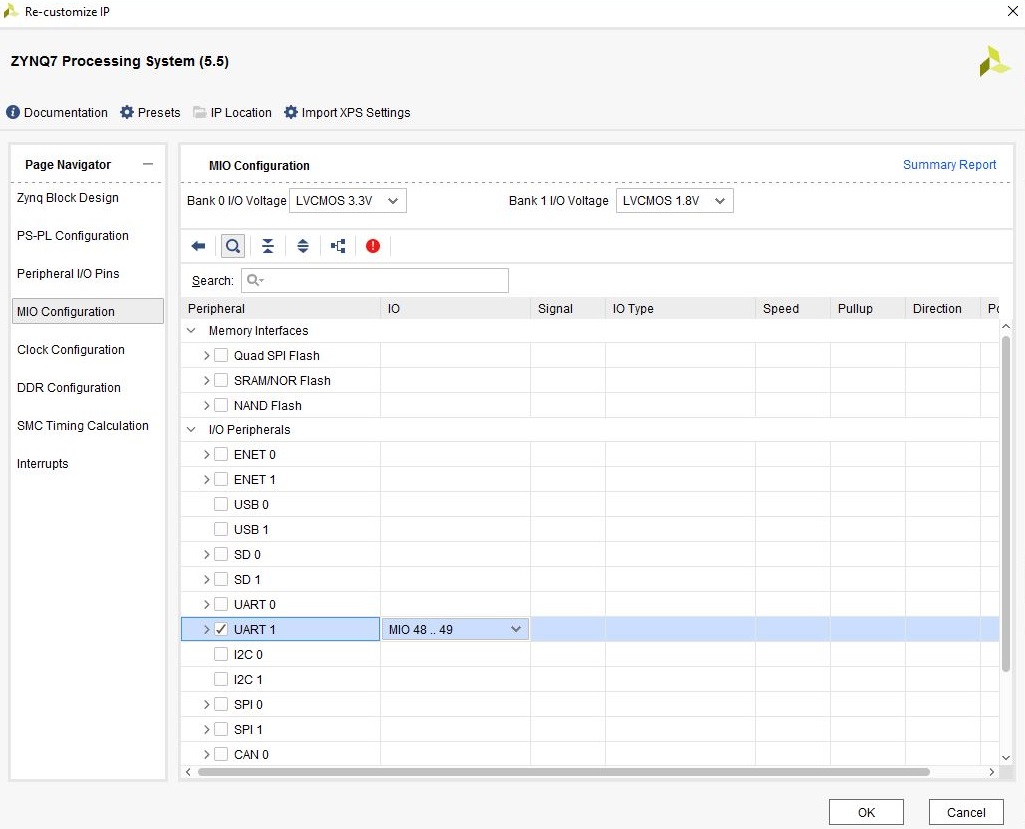 Re-customize IP
ZYNQ7 Processing System (5.5)
Documentation Presets IP Location Import XPS Settings
Page Navigator
Zynq Block Design
PS-PL Configuration
Peripheral I/O Pins
MIO Configuration
Clock Configuration
DDR Configuration
SMC Timing Calculation
Interrupts
MIO Configuration Summary Report
Bank 0 I/O Voltage LVCMOS 3.3V Bank 1 I/O Voltage LVCMOS 1.8V
Search:
Peripheral IO Signal IO Type Speed Pullup Direction
Memory Interfaces
Quad SPI Flash
SRAM/NOR Flash
NAND Flash
I/O Peripherals
ENET 0
ENET 1
USB 0
USB 1
SD 0
SD 1
UART 0
UART 1 MIO 48 .. 49
I2C 0
I2C 1
SPI 0
SPI 1
CAN 0
OK Cancel